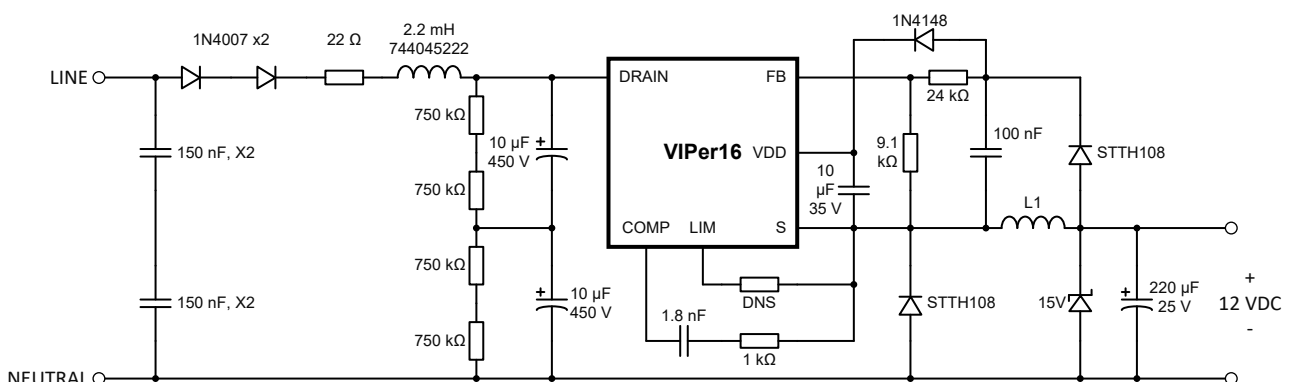 1N4007 x2
22 Ω
2.2 mH
744045222
1N4148
LINE
DRAIN
FB
24 kΩ
750 kΩ
150 nF, X2
10 µF
450 V
VIPer16
VDD
9.1
kΩ
100 nF
STTH108
750 kΩ
10
µF
35 V
L1
COMP
LIM
S
750 kΩ
150 nF, X2
10 µF
450 V
DNS
STTH108
15V
220 µF
25 V
+
12 VDC
-
1.8 nF
750 kΩ
1 kΩ
NEUTRAL